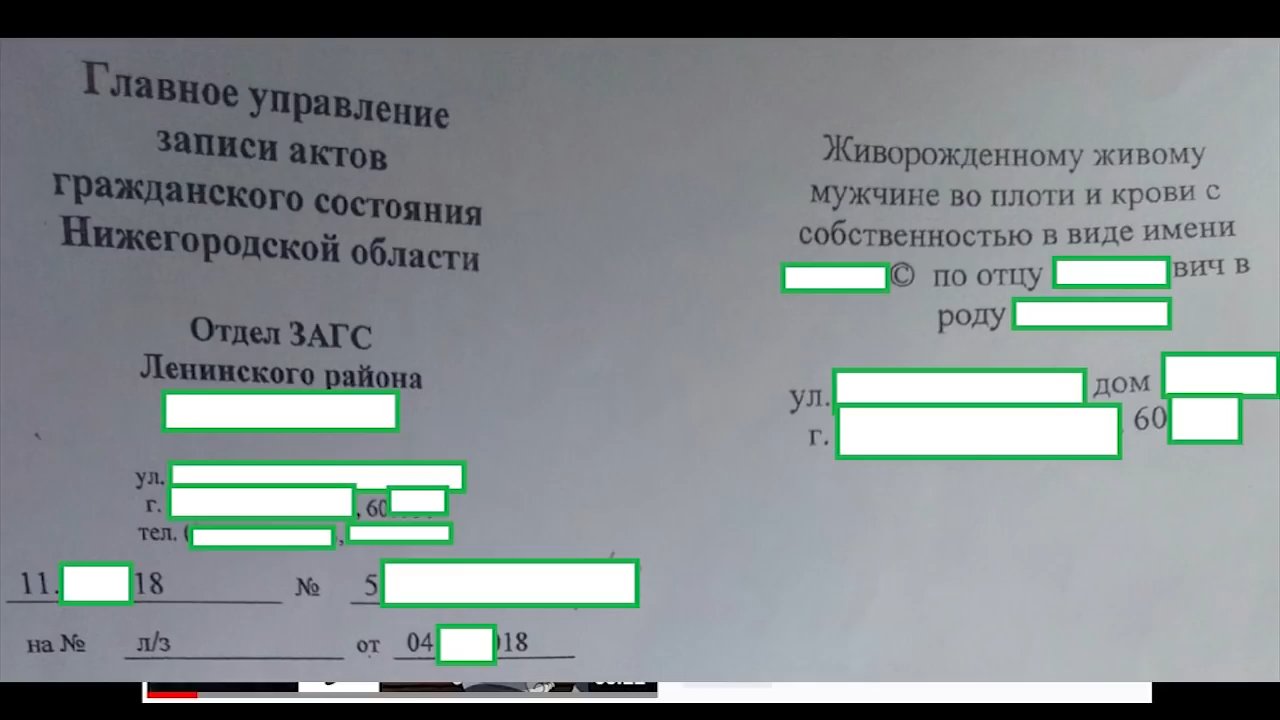 Главное управление
записи актов
гражданского состояния
Нижегородской области
Отдел ЗАГС
Ленинского района
ул.
г. , 60
тел. ( ,
11. 18 № 5
на № л/з от 04 018
Живорожденному живому
мужчине во плоти и крови с
собственностью в виде имени
© по отцу вич в
роду
ул. дом
г. , 60